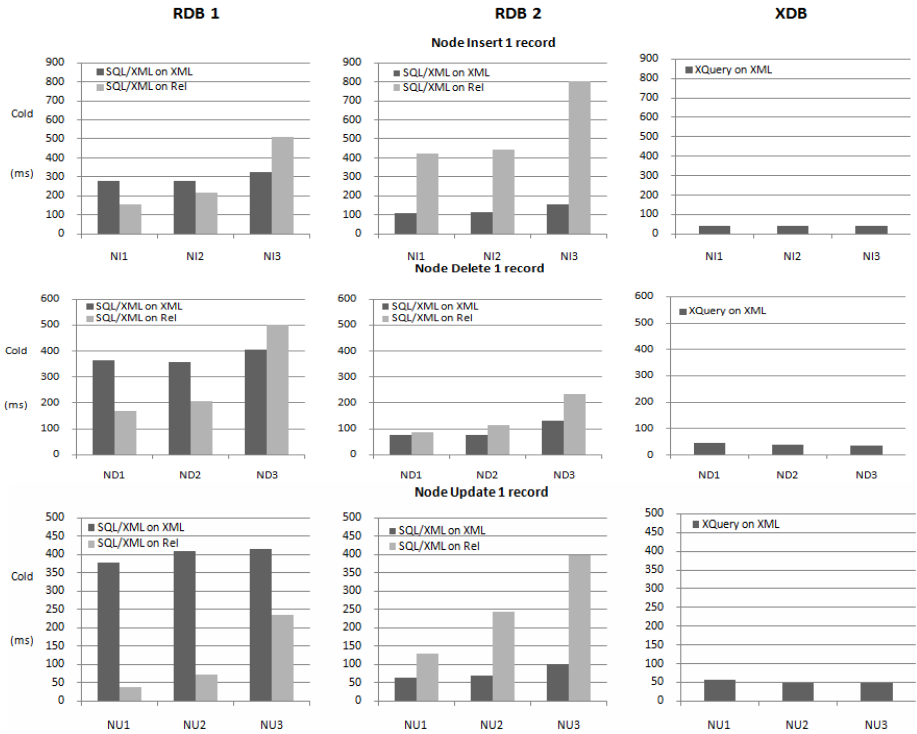 RDB 1
RDB 2
XDB
Node Insert 1 record
Cold
(ms)
900
800
700
600
500
400
300
200
100
0
SQL/XML on XML
SQL/XML on Rel
NI1 NI2 NI3
900
800
700
600
500
400
300
200
100
0
SQL/XML on XML
SQL/XML on Rel
NI1 NI2 NI3
900
800
700
600
500
400
300
200
100
0
XQuery on XML
NI1 NI2 NI3
Node Delete 1 record
Cold
(ms)
600
500
400
300
200
100
0
SQL/XML on XML
SQL/XML on Rel
ND1 ND2 ND3
600
500
400
300
200
100
0
SQL/XML on XML
SQL/XML on Rel
ND1 ND2 ND3
600
500
400
300
200
100
0
XQuery on XML
ND1 ND2 ND3
Node Update 1 record
Cold
(ms)
500
450
400
350
300
250
200
150
100
50
0
SQL/XML on XML
SQL/XML on Rel
NU1 NU2 NU3
500
450
400
350
300
250
200
150
100
50
0
SQL/XML on XML
SQL/XML on Rel
NU1 NU2 NU3
500
450
400
350
300
250
200
150
100
50
0
XQuery on XML
NU1 NU2 NU3